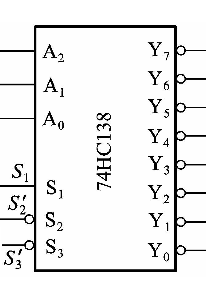 A₂ Y₇
Y₆
A₁
Y₅
A₀
Y₄
74HC138
Y₃
S₁ S₁ Y₂
S₂′ S₂ Y₁
S₃′ S₃ Y₀